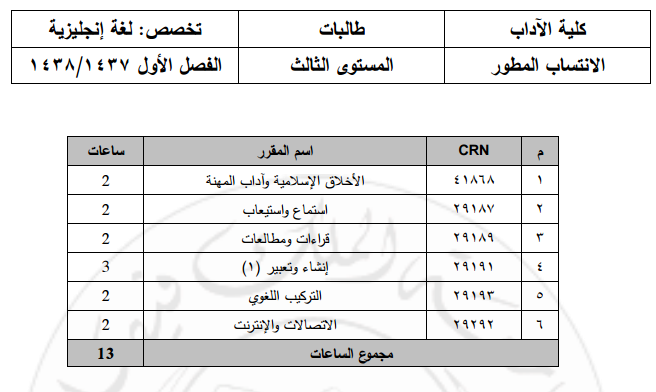 كلية الآداب طالبات تخصص: لغة إنجليزية
الانتساب المطور المستوى الثالث الفصل الأول ١٤٣٨/١٤٣٧
م CRN اسم المقرر ساعات
١ ٤١٨٦٨ الأخلاق الإسلامية وآداب المهنة 2
٢ ٢٩١٨٧ استماع واستيعاب 2
٣ ٢٩١٨٩ قراءات ومطالعات 2
٤ ٢٩١٩١ إنشاء وتعبير (١) 3
٥ ٢٩١٩٣ التركيب اللغوي 2
٦ ٢٩٢٩٢ الاتصالات والإنترنت 2
مجموع الساعات 13